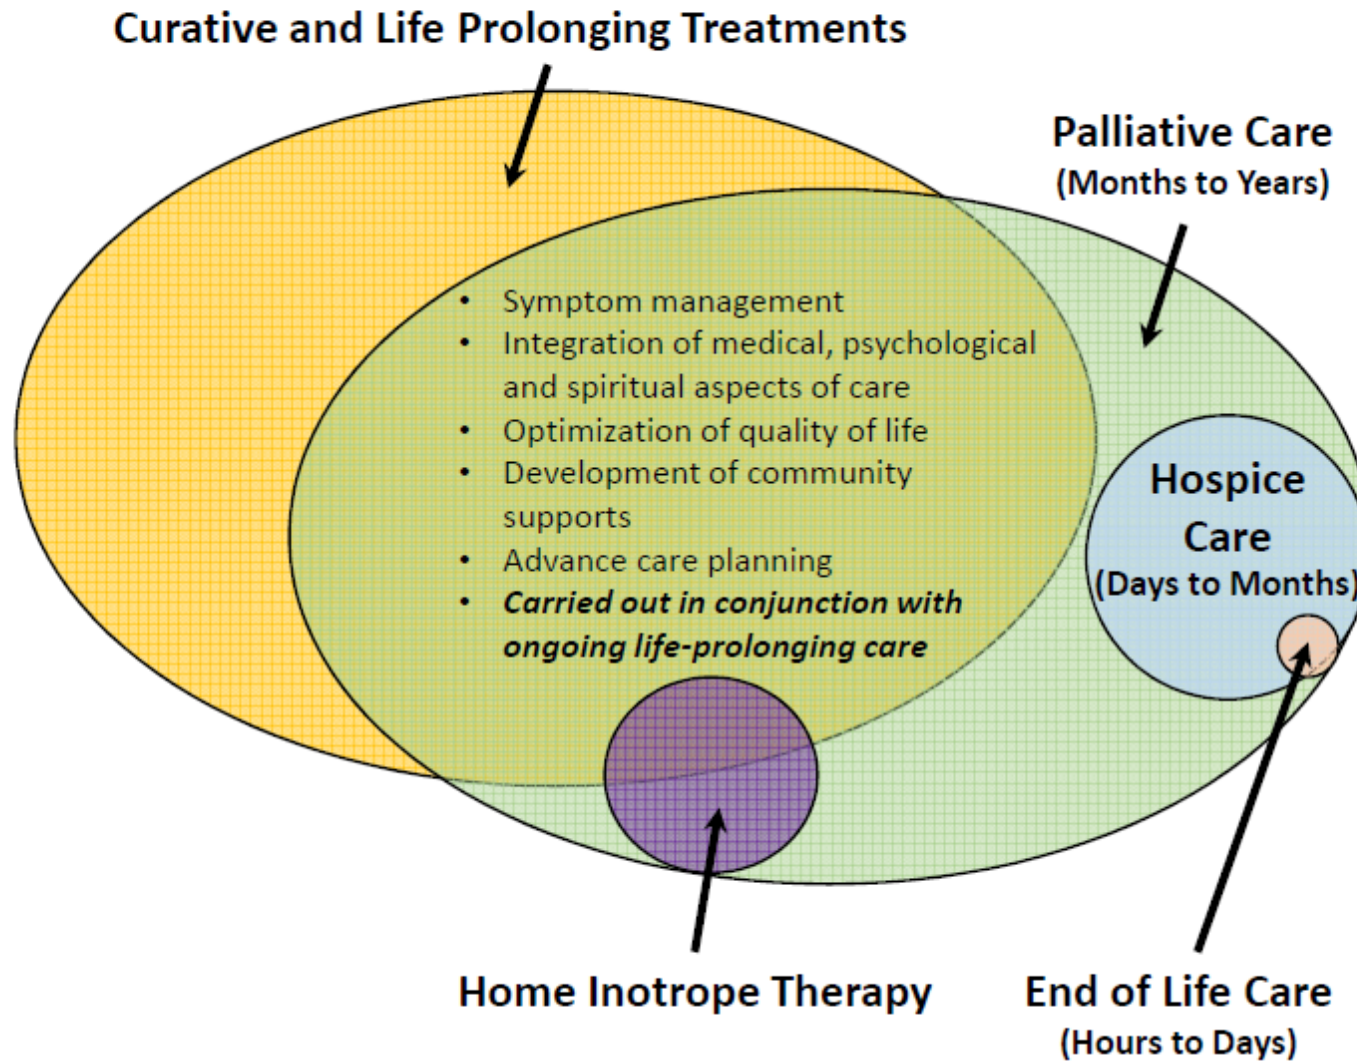 Curative and Life Prolonging Treatments
Palliative Care
(Months to Years)
• Symptom management
• Integration of medical, psychological
and spiritual aspects of care
• Optimization of quality of life
• Development of community
supports
• Advance care planning
• Carried out in conjunction with
ongoing life-prolonging care
Hospice
Care
(Days to Months)
Home Inotrope Therapy
End of Life Care
(Hours to Days)